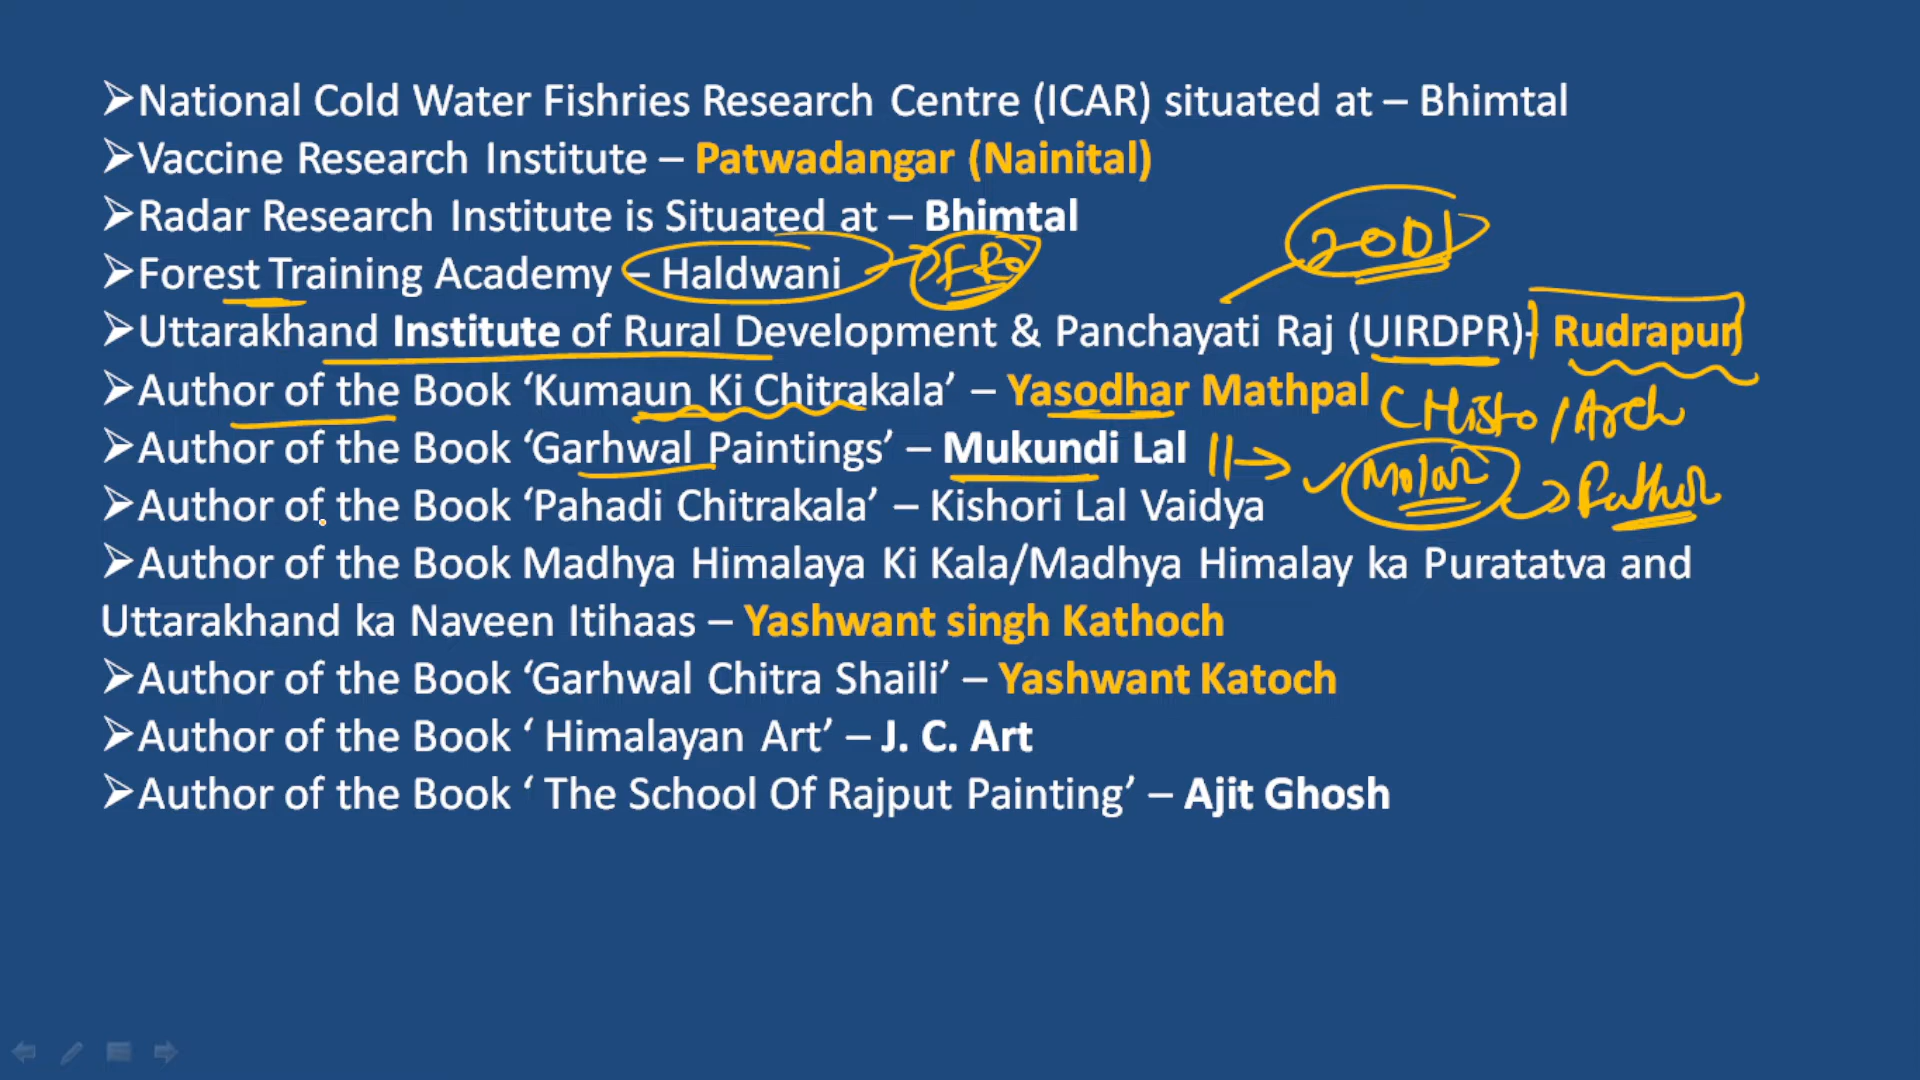 ➢National Cold Water Fishries Research Centre (ICAR) situated at – Bhimtal
➢Vaccine Research Institute – Patwadangar (Nainital)
➢Radar Research Institute is Situated at – Bhimtal
2001
➢Forest Training Academy – Haldwani
➢Uttarakhand Institute of Rural Development & Panchayati Raj (UIRDPR)- Rudrapur
➢Author of the Book ‘Kumaun Ki Chitrakala’ – Yasodhar Mathpal
Histo/Arch
➢Author of the Book ‘Garhwal Paintings’ – Mukundi Lal
Molar
➢Author of the Book ‘Pahadi Chitrakala’ – Kishori Lal Vaidya
➢Author of the Book Madhya Himalaya Ki Kala/Madhya Himalay ka Puratatva and
Uttarakhand ka Naveen Itihaas – Yashwant singh Kathoch
➢Author of the Book ‘Garhwal Chitra Shaili’ – Yashwant Katoch
➢Author of the Book ‘ Himalayan Art’ – J. C. Art
➢Author of the Book ‘ The School Of Rajput Painting’ – Ajit Ghosh